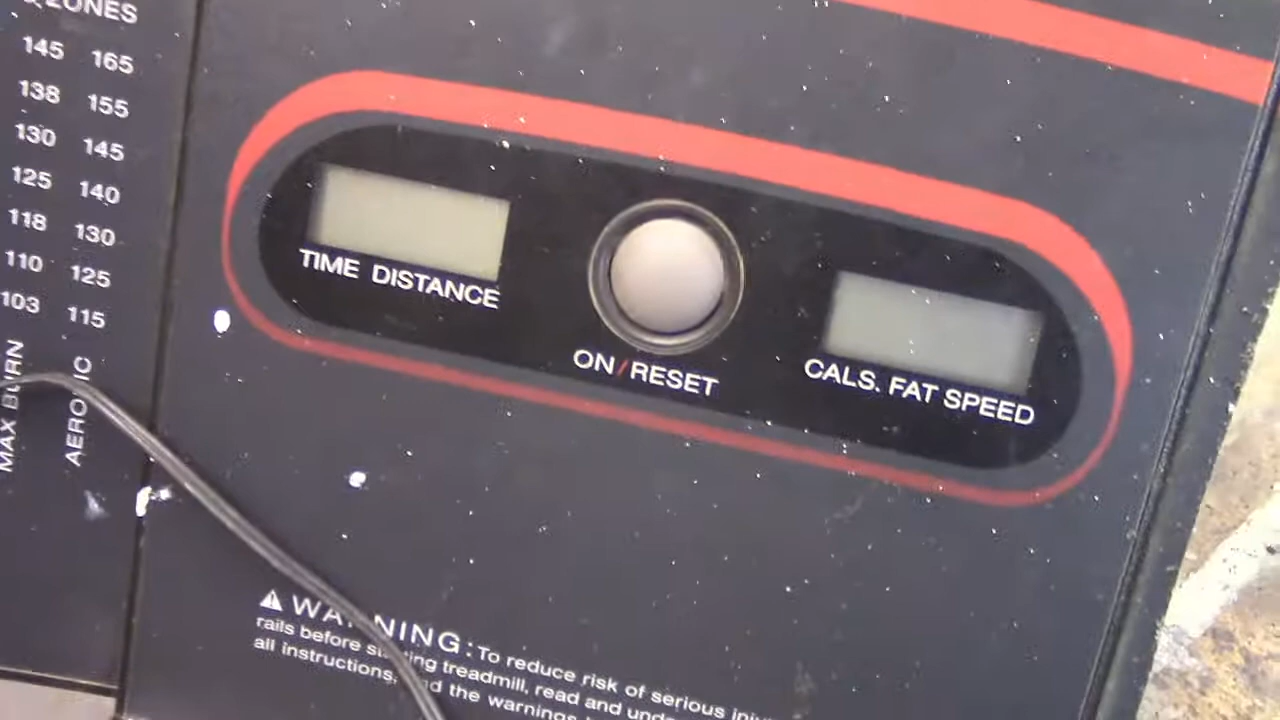 ZONES
145 165
138 155
130 145
125 140
118 130
110 125
103 115
MAX BURN
AEROBIC
TIME DISTANCE
ON/RESET
CALS. FAT SPEED
WARNING: To reduce risk of serious
rails before starting treadmill, read and
all instructions, and the warnings